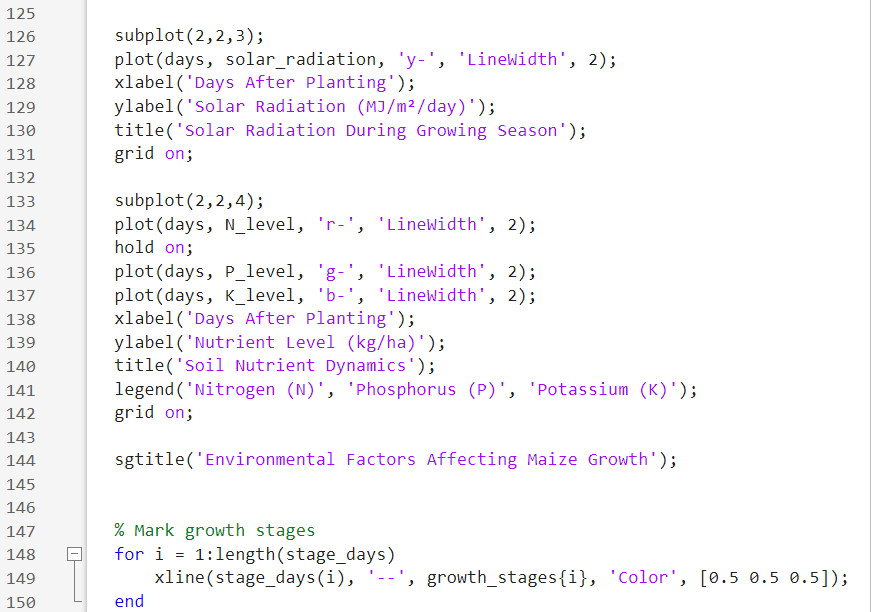 125
126 subplot(2,2,3);
127 plot(days, solar_radiation, 'y-', 'LineWidth', 2);
128 xlabel('Days After Planting');
129 ylabel('Solar Radiation (MJ/m²/day)');
130 title('Solar Radiation During Growing Season');
131 grid on;
132
133 subplot(2,2,4);
134 plot(days, N_level, 'r-', 'LineWidth', 2);
135 hold on;
136 plot(days, P_level, 'g-', 'LineWidth', 2);
137 plot(days, K_level, 'b-', 'LineWidth', 2);
138 xlabel('Days After Planting');
139 ylabel('Nutrient Level (kg/ha)');
140 title('Soil Nutrient Dynamics');
141 legend('Nitrogen (N)', 'Phosphorus (P)', 'Potassium (K)');
142 grid on;
143
144 sgtitle('Environmental Factors Affecting Maize Growth');
145
146
147 % Mark growth stages
148 for i = 1:length(stage_days)
149     xline(stage_days(i), '--', growth_stages{i}, 'Color', [0.5 0.5 0.5]);
150 end